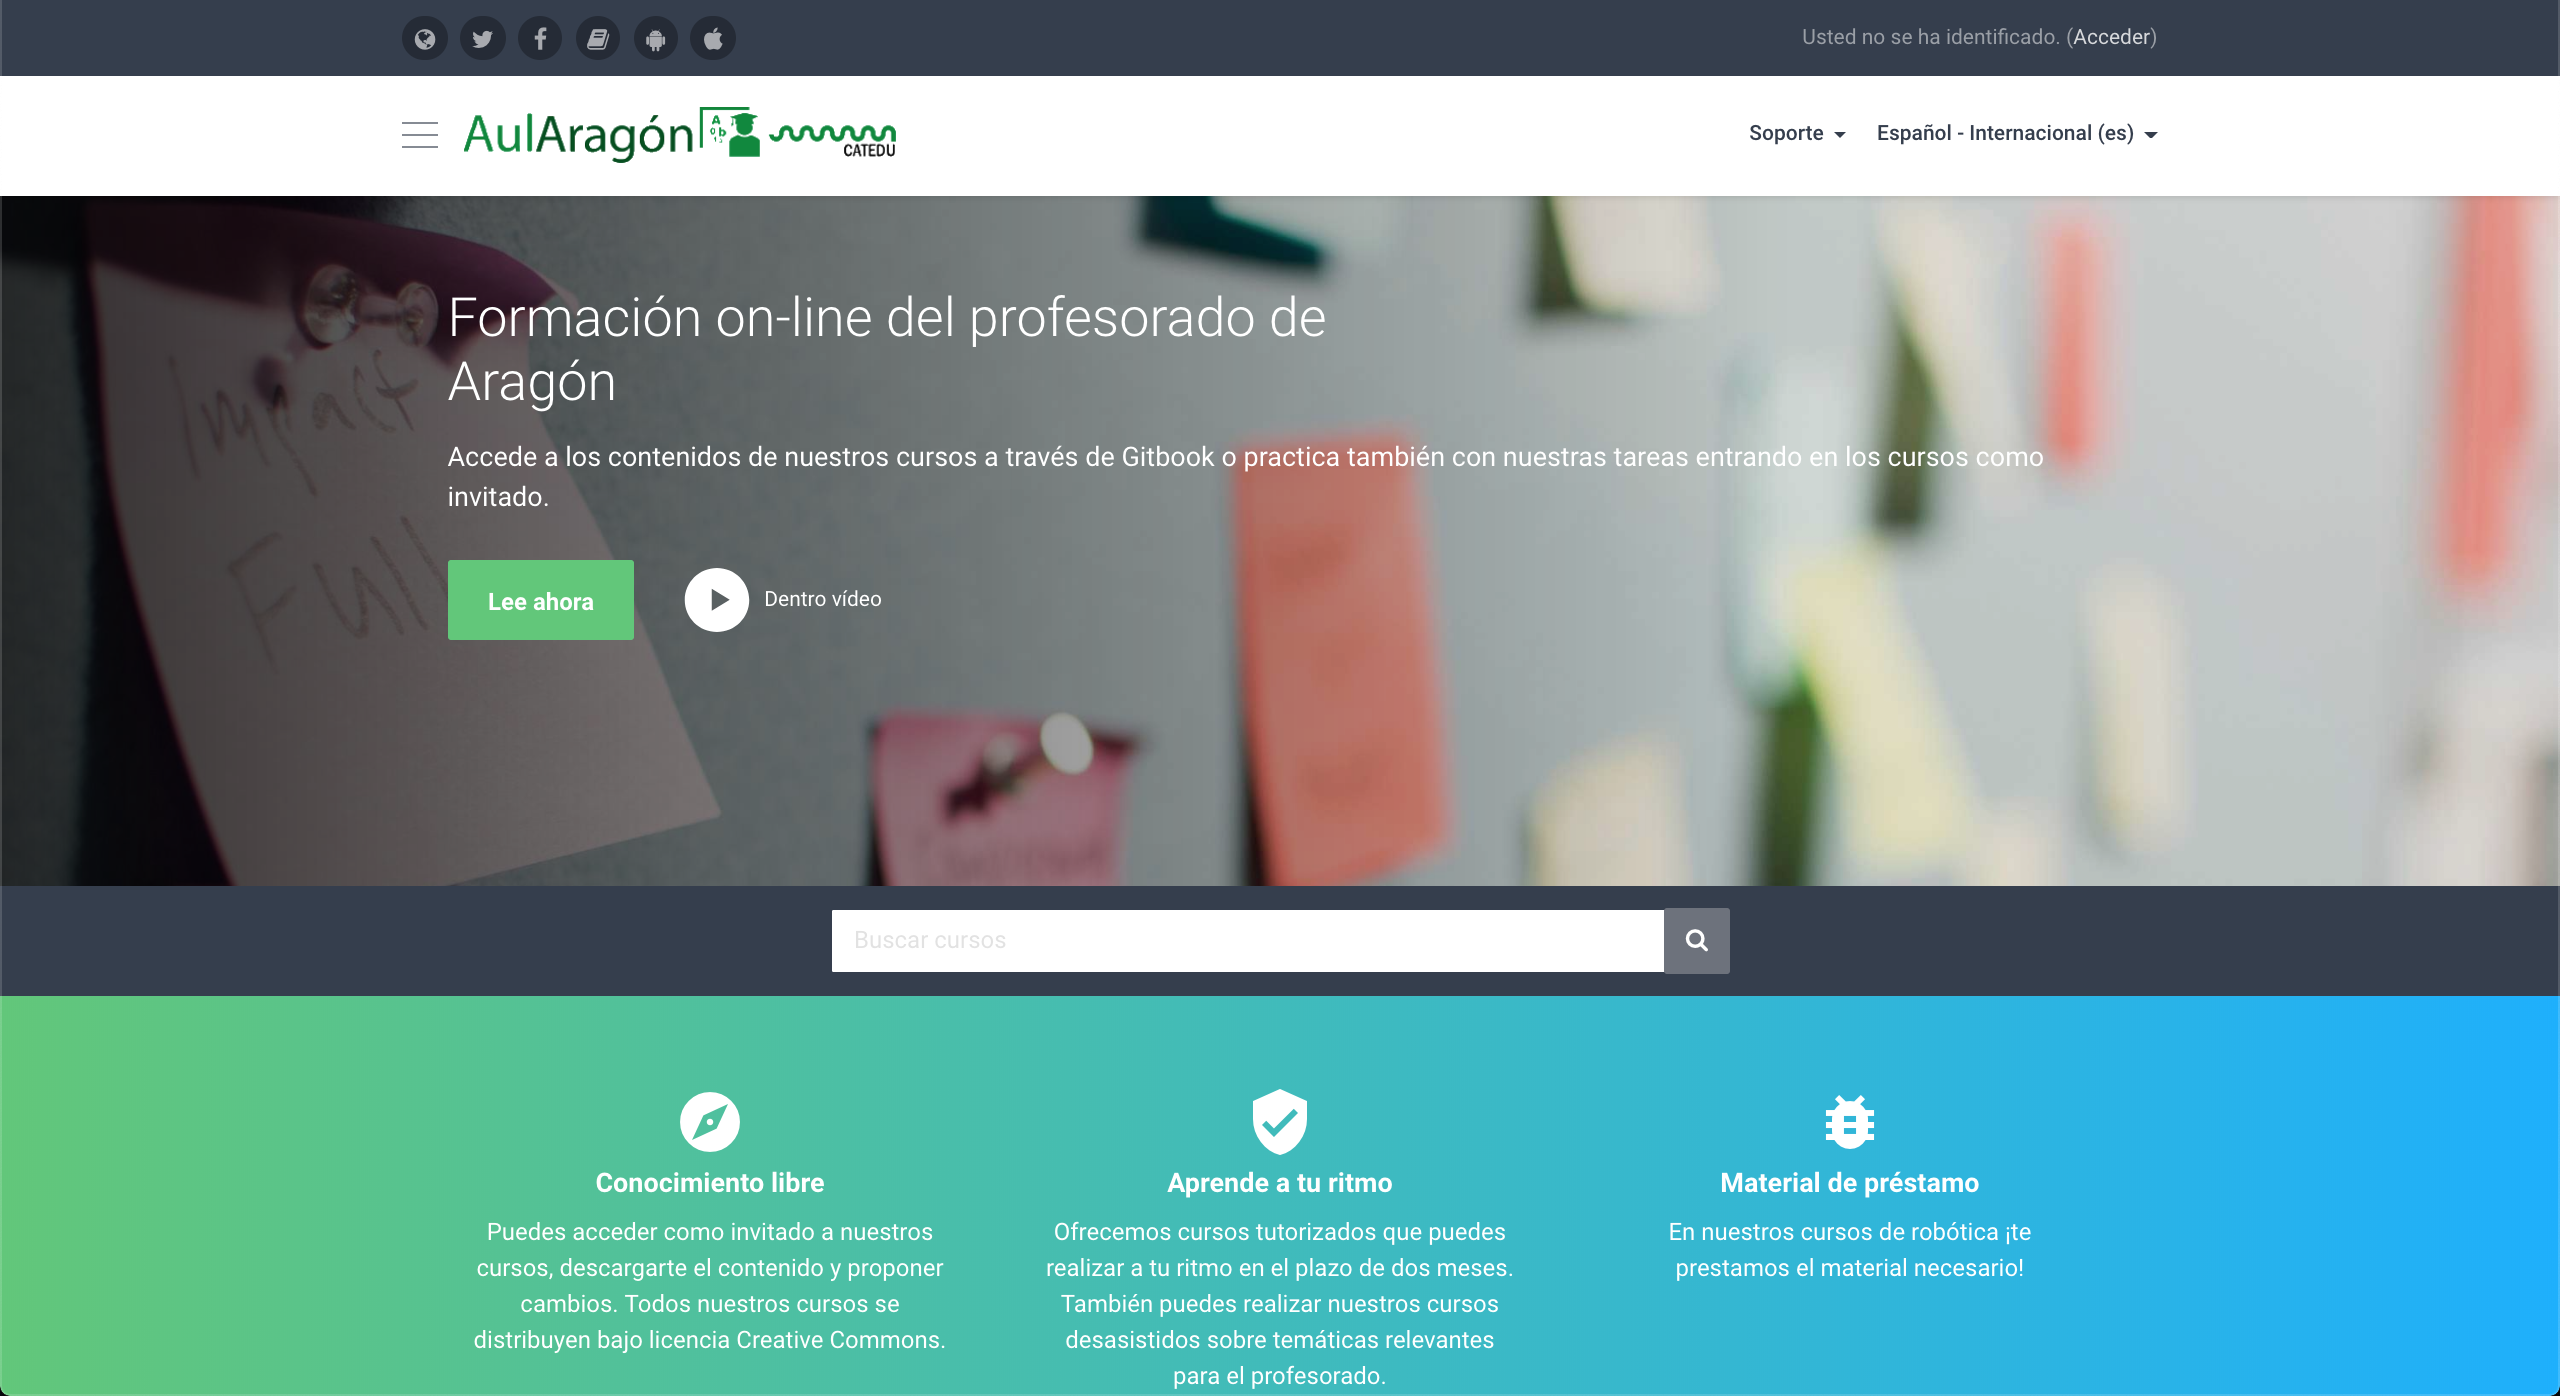 Usted no se ha identificado. (Acceder)
AulAragón
CATEDU
Soporte
Español - Internacional (es)
Impact
Full
Formación on-line del profesorado de
Aragón
Accede a los contenidos de nuestros cursos a través de Gitbook o practica también con nuestras tareas entrando en los cursos como
invitado.
Lee ahora
Dentro vídeo
Buscar cursos
Conocimiento libre
Puedes acceder como invitado a nuestros
cursos, descargarte el contenido y proponer
cambios. Todos nuestros cursos se
distribuyen bajo licencia Creative Commons.
Aprende a tu ritmo
Ofrecemos cursos tutorizados que puedes
realizar a tu ritmo en el plazo de dos meses.
También puedes realizar nuestros cursos
desasistidos sobre temáticas relevantes
para el profesorado.
Material de préstamo
En nuestros cursos de robótica ¡te
prestamos el material necesario!